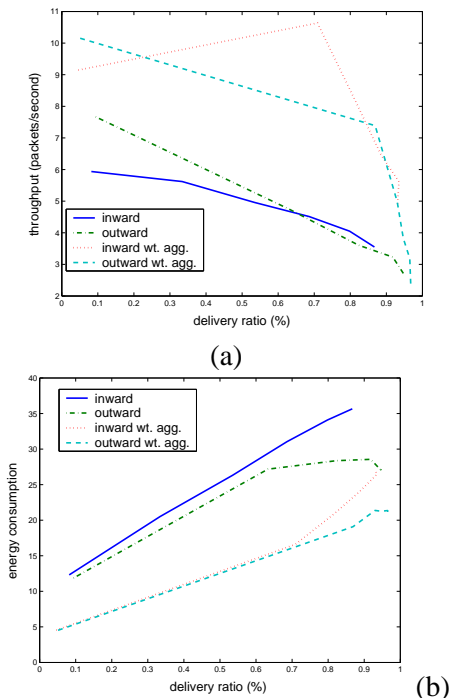 11
10
9
8
7
6
5
4
3
2
throughput (packets/second)
inward
outward
inward wt. agg.
outward wt. agg.
0 0.1 0.2 0.3 0.4 0.5 0.6 0.7 0.8 0.9 1
delivery ratio (%)
(a)
40
35
30
25
20
15
10
5
0
energy consumption
inward
outward
inward wt. agg.
outward wt. agg.
0 0.1 0.2 0.3 0.4 0.5 0.6 0.7 0.8 0.9 1
delivery ratio (%)
(b)